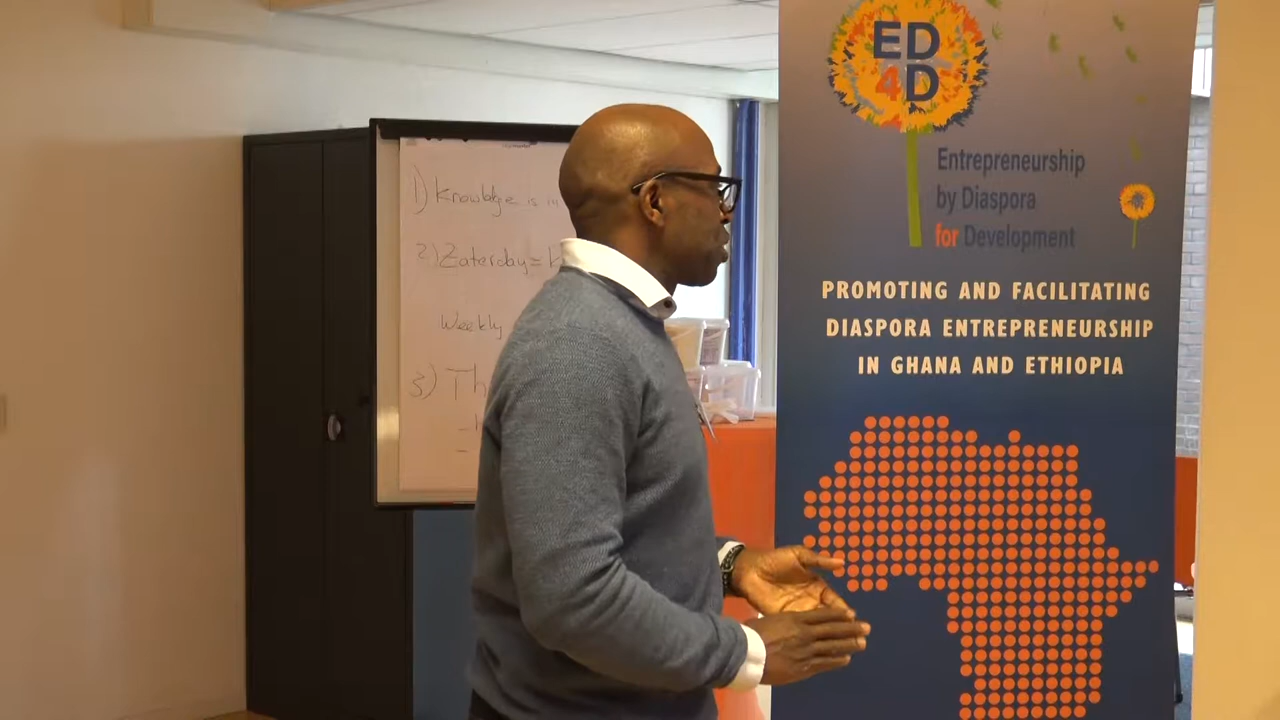 1) Knowledge is in
2) Zaterdag =
Weekly
3) Th
ED
4D
Entrepreneurship
by Diaspora
for Development
PROMOTING AND FACILITATING
DIASPORA ENTREPRENEURSHIP
IN GHANA AND ETHIOPIA